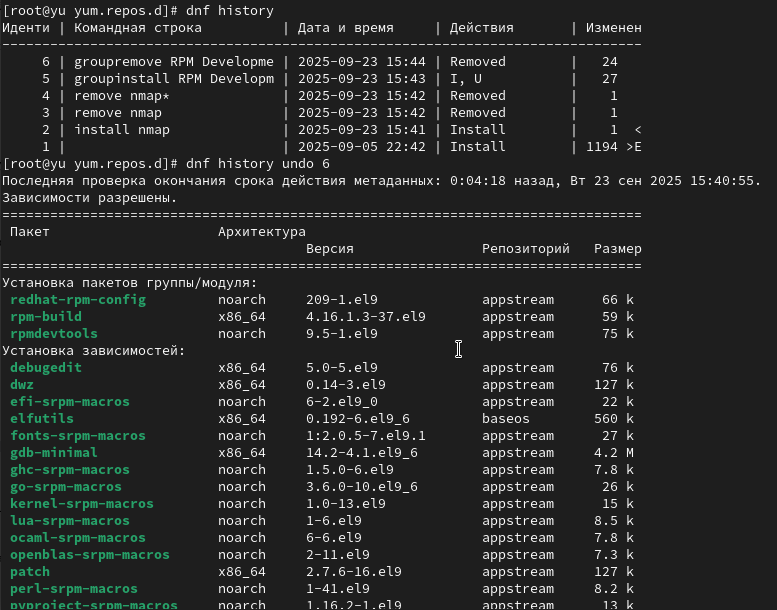 [root@yu yum.repos.d]# dnf history
Иденти | Командная строка | Дата и время | Действия | Изменен
--------------------------------------------------------------------------------
6 | groupremove RPM Developme | 2025-09-23 15:44 | Removed | 24
5 | groupinstall RPM Developm | 2025-09-23 15:43 | I, U | 27
4 | remove nmap* | 2025-09-23 15:42 | Removed | 1
3 | remove nmap | 2025-09-23 15:42 | Removed | 1
2 | install nmap | 2025-09-23 15:41 | Install | 1 <
1 | | 2025-09-05 22:42 | Install | 1194 >E
[root@yu yum.repos.d]# dnf history undo 6
Последняя проверка окончания срока действия метаданных: 0:04:18 назад, Вт 23 сен 2025 15:40:55.
Зависимости разрешены.
================================================================================
Пакет Архитектура
Версия Репозиторий Размер
================================================================================
Установка пакетов группы/модуля:
redhat-rpm-config noarch 209-1.el9 appstream 66 k
rpm-build x86_64 4.16.1.3-37.el9 appstream 59 k
rpmdevtools noarch 9.5-1.el9 appstream 75 k
Установка зависимостей:
debugedit x86_64 5.0-5.el9 appstream 76 k
dwz x86_64 0.14-3.el9 appstream 127 k
efi-srpm-macros noarch 6-2.el9_0 appstream 22 k
elfutils x86_64 0.192-6.el9_6 baseos 560 k
fonts-srpm-macros noarch 1:2.0.5-7.el9.1 appstream 27 k
gdb-minimal x86_64 14.2-4.1.el9_6 appstream 4.2 M
ghc-srpm-macros noarch 1.5.0-6.el9 appstream 7.8 k
go-srpm-macros noarch 3.6.0-10.el9_6 appstream 26 k
kernel-srpm-macros noarch 1.0-13.el9 appstream 15 k
lua-srpm-macros noarch 1-6.el9 appstream 8.5 k
ocaml-srpm-macros noarch 6-6.el9 appstream 7.8 k
openblas-srpm-macros noarch 2-11.el9 appstream 7.3 k
patch x86_64 2.7.6-16.el9 appstream 127 k
perl-srpm-macros noarch 1-41.el9 appstream 8.2 k
pyproject-srpm-macros noarch 1.16.2-1.el9 appstream 13 k